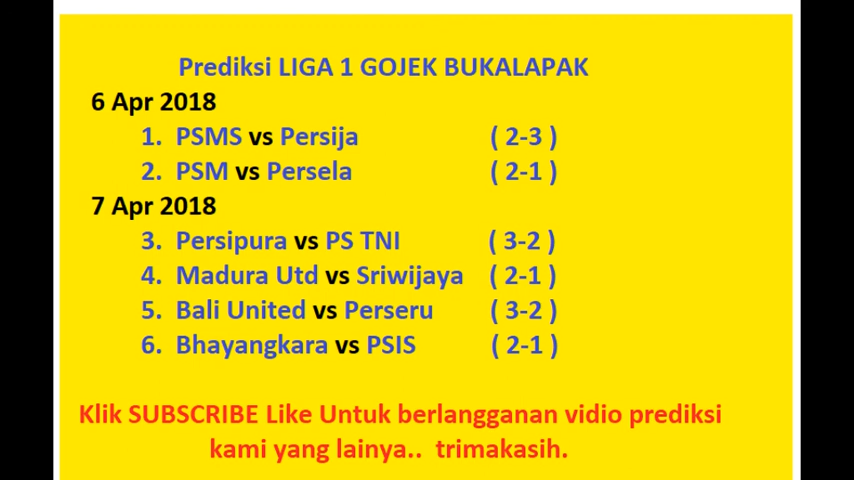 Prediksi LIGA 1 GOJEK BUKALAPAK
6 Apr 2018
1. PSMS vs Persija ( 2-3 )
2. PSM vs Persela ( 2-1 )
7 Apr 2018
3. Persipura vs PS TNI ( 3-2 )
4. Madura Utd vs Sriwijaya ( 2-1 )
5. Bali United vs Perseru ( 3-2 )
6. Bhayangkara vs PSIS ( 2-1 )
Klik SUBSCRIBE Like Untuk berlangganan vidio prediksi
kami yang lainya.. trimakasih.